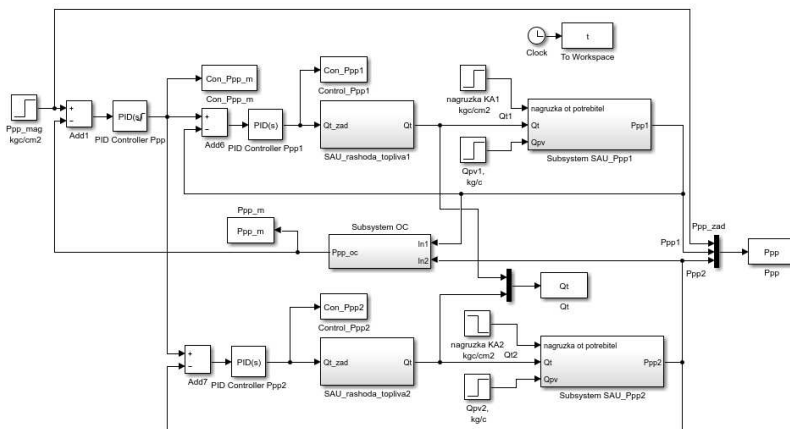 t
Clock
To Workspace
Con_Ppp_m
Con_Ppp_m
Con_Ppp1
Control_Ppp1
nagruzka KA1
kgc/cm2
Qt1
Ppp_mag
kgc/cm2
+
−
Add1
PID(s)
PID Controller Ppp
+
−
Add6
PID(s)
PID Controller Ppp1
Qt_zad
Qt
SAU_rashoda_topliva1
nagruzka ot potrebitel
Qt
Qpv
Ppp1
Subsystem SAU_Ppp1
Qpv1,
kg/c
Ppp_m
Ppp_m
Subsystem OC
Ppp_oc
In1
In2
Ppp_zad
Ppp1
Ppp2
Ppp
Ppp
Qt
Qt
Con_Ppp2
Control_Ppp2
nagruzka KA2
kgc/cm2
Qt2
+
−
Add7
PID(s)
PID Controller Ppp2
Qt_zad
Qt
SAU_rashoda_topliva2
nagruzka ot potrebitel
Qt
Qpv
Ppp2
Subsystem SAU_Ppp2
Qpv2,
kg/c